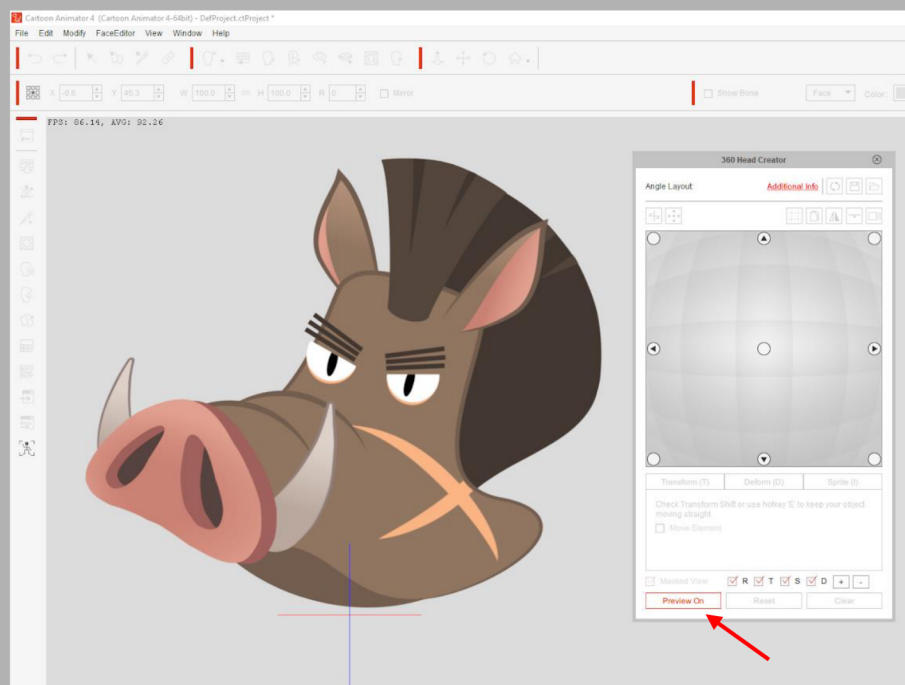 Cartoon Animator 4 (Cartoon Animator 4-64bit) - DefProject.ctProject *
File Edit Modify FaceEditor View Window Help
X -0.6 Y 45.3 W 100.0 H 100.0 R 0 Mirror Show Bone Face Color:
FPS: 86.14, AVG: 92.26
360 Head Creator
Angle Layout Additional Info
Transform (T) Deform (D) Sprite (I)
Check Transform Shift or use hotkey 'E' to keep your object
moving straight.
Move Element
Masked View R T S D + -
Preview On Reset Clear